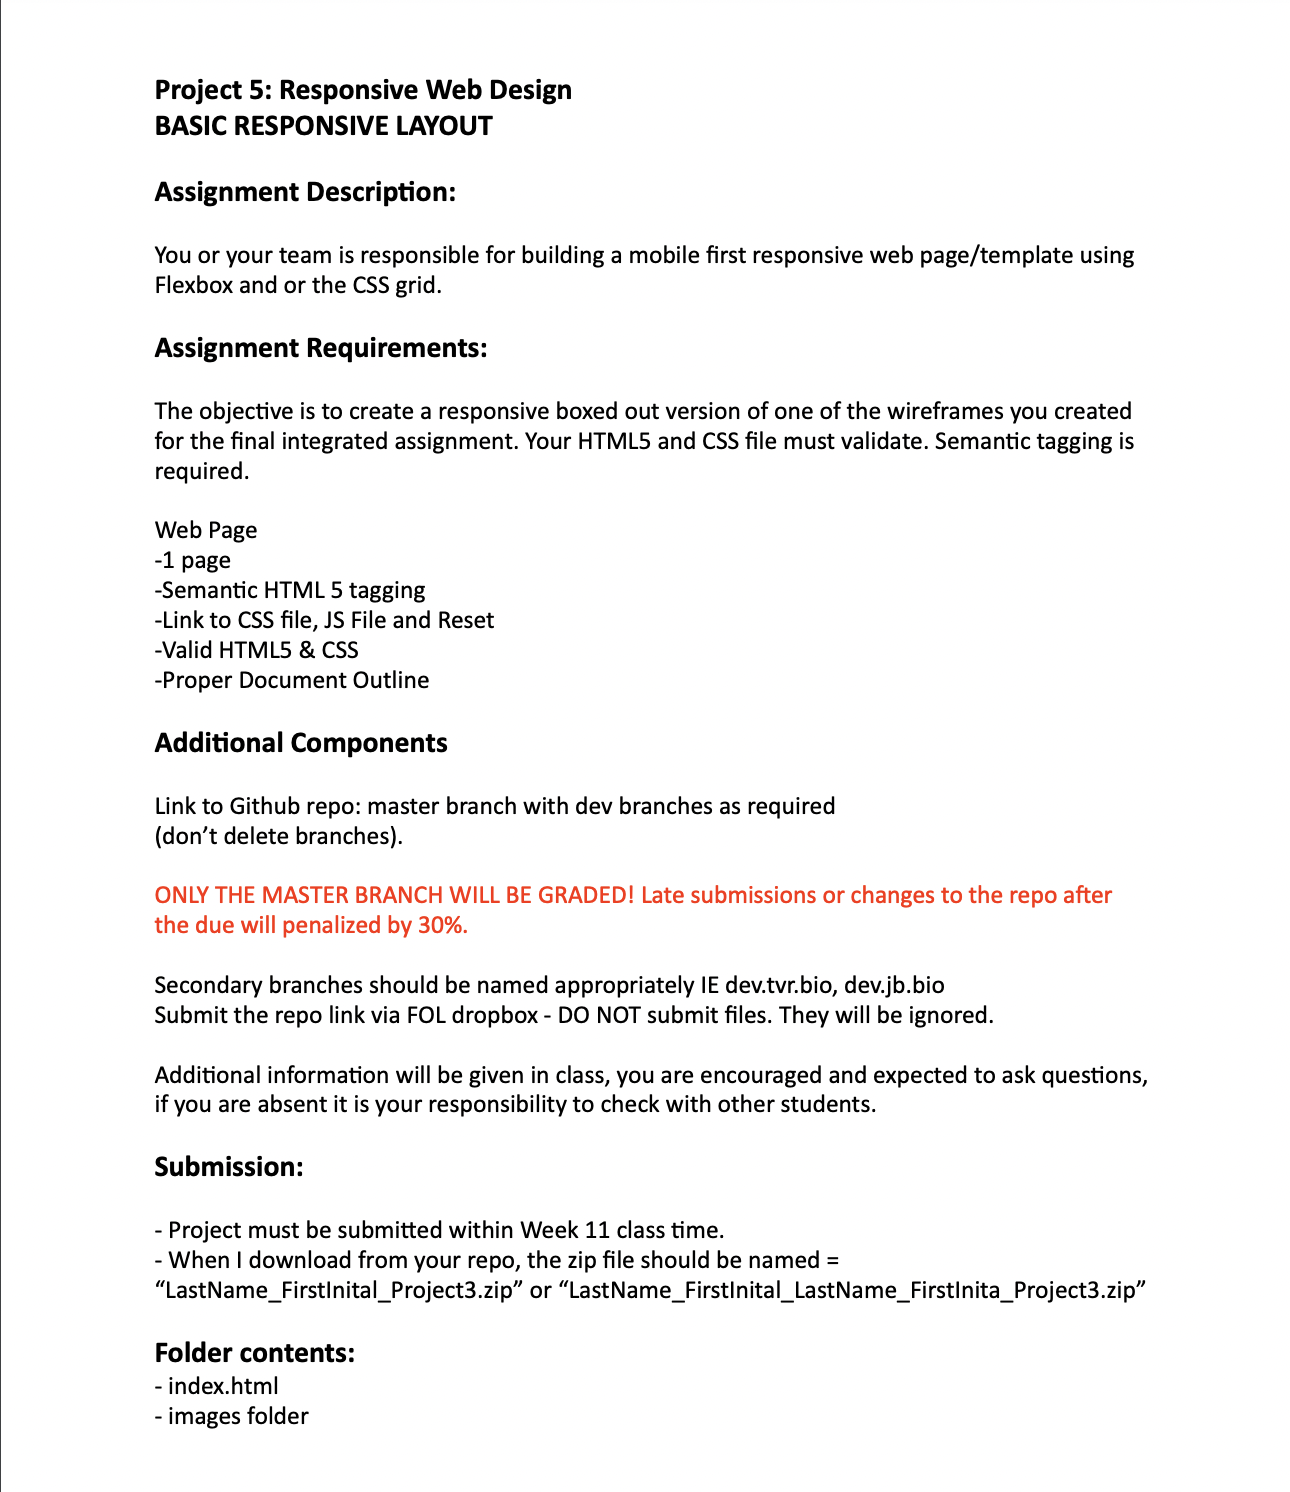 Project 5: Responsive Web Design
BASIC RESPONSIVE LAYOUT
Assignment Description:
You or your team is responsible for building a mobile first responsive web page/template using
Flexbox and or the CSS grid.
Assignment Requirements:
The objective is to create a responsive boxed out version of one of the wireframes you created
for the final integrated assignment. Your HTML5 and CSS file must validate. Semantic tagging is
required.
Web Page
-1 page
-Semantic HTML 5 tagging
-Link to CSS file, JS File and Reset
-Valid HTML5 & CSS
-Proper Document Outline
Additional Components
Link to Github repo: master branch with dev branches as required
(don’t delete branches).
ONLY THE MASTER BRANCH WILL BE GRADED! Late submissions or changes to the repo after
the due will penalized by 30%.
Secondary branches should be named appropriately IE dev.tvr.bio, dev.jb.bio
Submit the repo link via FOL dropbox - DO NOT submit files. They will be ignored.
Additional information will be given in class, you are encouraged and expected to ask questions,
if you are absent it is your responsibility to check with other students.
Submission:
- Project must be submitted within Week 11 class time.
- When I download from your repo, the zip file should be named =
“LastName_FirstInital_Project3.zip” or “LastName_FirstInital_LastName_FirstInita_Project3.zip”
Folder contents:
- index.html
- images folder